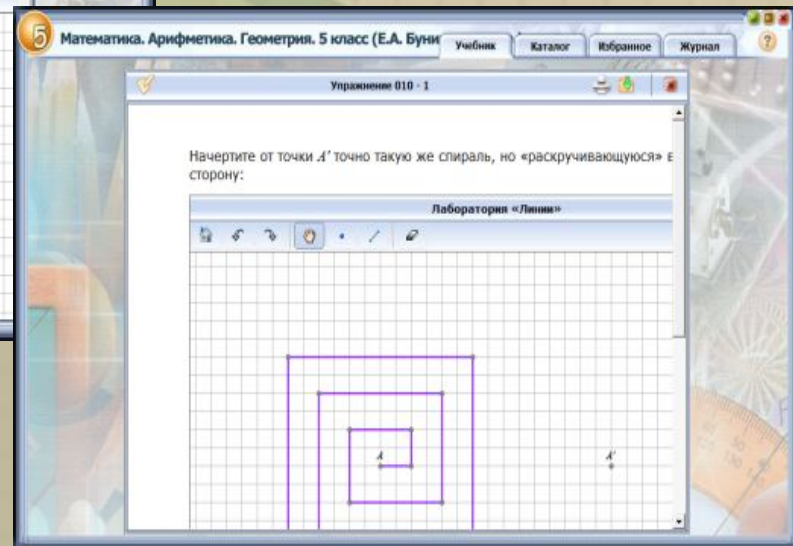 5
Математика. Арифметика. Геометрия. 5 класс (Е.А. Буни
Учебник
Каталог
Избранное
Журнал
?
Упражнение 010 - 1
Начертите от точки A′ точно такую же спираль, но «раскручивающуюся» в
сторону:
Лаборатория «Линии»
A
A′